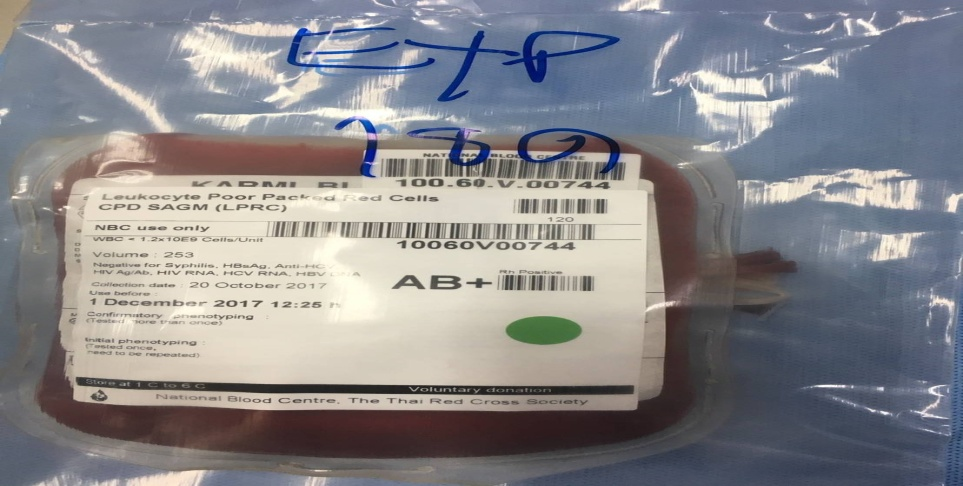 EXP
NATIONAL BLOOD CENTRE
100.60.V.00744
Leukocyte Poor Packed Red Cells
CPD SAGM (LPRC)
120
NBC use only
WBC < 1.2x10E9 Cells/Unit
10060V00744
Volume : 253
Negative for Syphilis, HBsAg, Anti-HCV
HIV Ag/Ab, HIV RNA, HCV RNA, HBV DNA
AB+
Rh Positive
Collection date : 20 October 2017
Use before :
1 December 2017 12:25
Confirmatory phenotyping :
(Tested more than once)
Initial phenotyping :
(Tested once,
need to be repeated)
Store at 1 C to 6 C
Voluntary donation
National Blood Centre, The Thai Red Cross Society